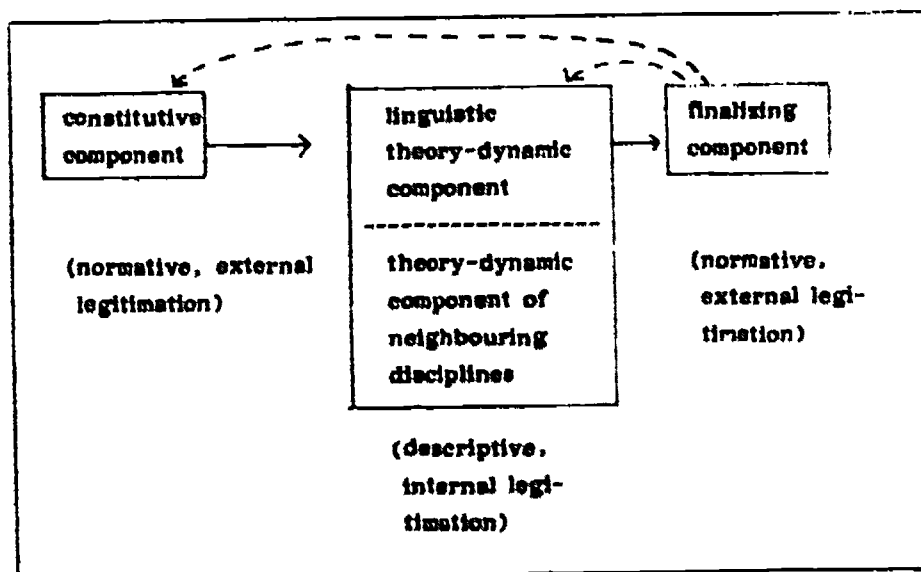 constitutive
component
(normative, external
legitimation)
linguistic
theory-dynamic
component
theory-dynamic
component of
neighbouring
disciplines
(descriptive,
internal legi-
timation)
finalizing
component
(normative,
external legi-
timation)